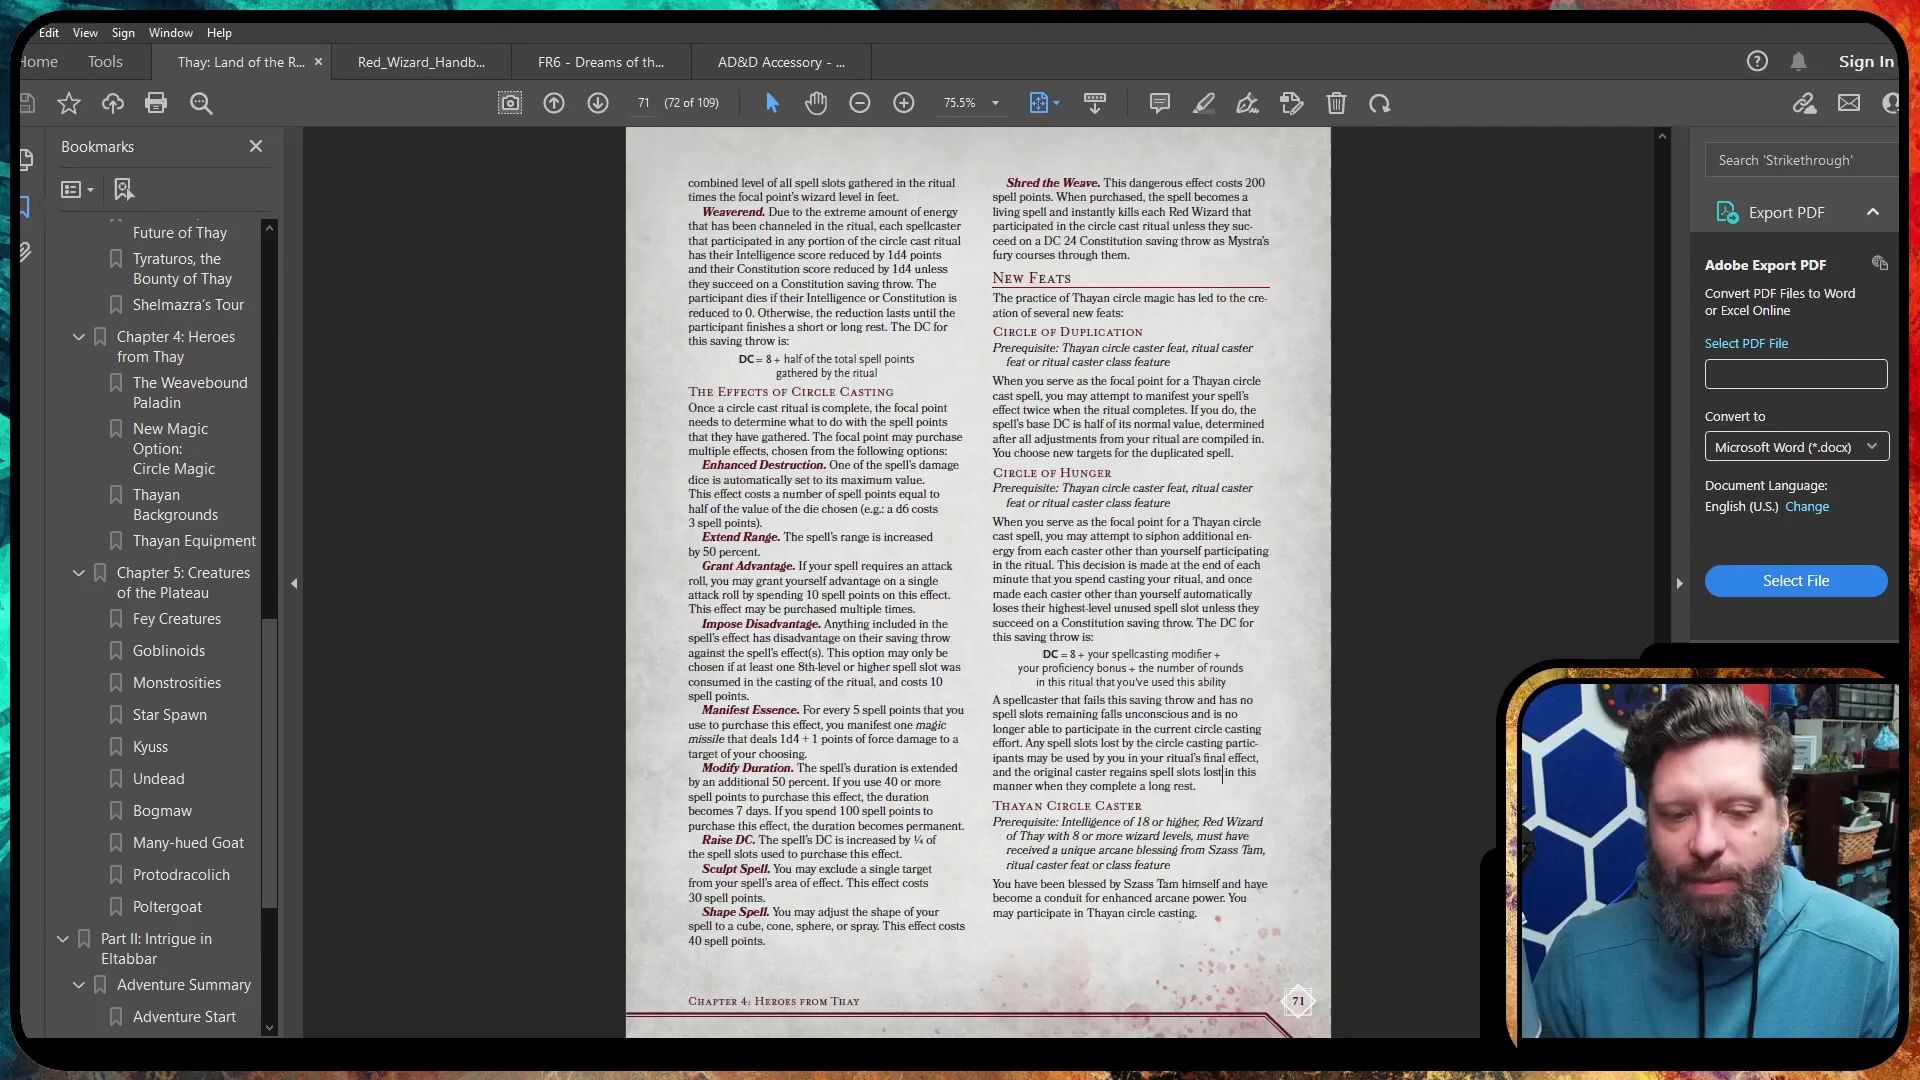 Edit View Sign Window Help
Home Tools Thay: Land of the R... × Red_Wizard_Handb... FR6 - Dreams of th... AD&D Accessory - ... Sign In
71 (72 of 109) 75.5%
Bookmarks
Future of Thay
Tyraturos, the
Bounty of Thay
Shelmazra's Tour
Chapter 4: Heroes
from Thay
The Weavebound
Paladin
New Magic
Option:
Circle Magic
Thayan
Backgrounds
Thayan Equipment
Chapter 5: Creatures
of the Plateau
Fey Creatures
Goblinoids
Monstrosities
Star Spawn
Kyuss
Undead
Bogmaw
Many-hued Goat
Protodracolich
Poltergoat
Part II: Intrigue in
Eltabbar
Adventure Summary
Adventure Start
combined level of all spell slots gathered in the ritual
times the focal point's wizard level in feet.
Weaverend. Due to the extreme amount of energy
that has been channeled in the ritual, each spellcaster
that participated in any portion of the circle cast ritual
has their Intelligence score reduced by 1d4 points
and their Constitution score reduced by 1d4 unless
they succeed on a Constitution saving throw. The
participant dies if their Intelligence or Constitution is
reduced to 0. Otherwise, the reduction lasts until the
participant finishes a short or long rest. The DC for
this saving throw is:
DC = 8 + half of the total spell points
gathered by the ritual
The Effects of Circle Casting
Once a circle cast ritual is complete, the focal point
needs to determine what to do with the spell points
that they have gathered. The focal point may purchase
multiple effects, chosen from the following options:
Enhanced Destruction. One of the spell's damage
dice is automatically set to its maximum value.
This effect costs a number of spell points equal to
half of the value of the die chosen (e.g.: a d6 costs
3 spell points).
Extend Range. The spell's range is increased
by 50 percent.
Grant Advantage. If your spell requires an attack
roll, you may grant yourself advantage on a single
attack roll by spending 10 spell points on this effect.
This effect may be purchased multiple times.
Impose Disadvantage. Anything included in the
spell's effect has disadvantage on their saving throw
against the spell's effect(s). This option may only be
chosen if at least one 8th-level or higher spell slot was
consumed in the casting of the ritual, and costs 10
spell points.
Manifest Essence. For every 5 spell points that you
use to purchase this effect, you manifest one magic
missile that deals 1d4 + 1 points of force damage to a
target of your choosing.
Modify Duration. The spell's duration is extended
by an additional 50 percent. If you use 40 or more
spell points to purchase this effect, the duration
becomes 7 days. If you spend 100 spell points to
purchase this effect, the duration becomes permanent.
Raise DC. The spell's DC is increased by ¼ of
the spell slots used to purchase this effect.
Sculpt Spell. You may exclude a single target
from your spell's area of effect. This effect costs
30 spell points.
Shape Spell. You may adjust the shape of your
spell to a cube, cone, sphere, or spray. This effect costs
40 spell points.
Shred the Weave. This dangerous effect costs 200
spell points. When purchased, the spell becomes a
living spell and instantly kills each Red Wizard that
participated in the circle cast ritual unless they suc-
ceed on a DC 24 Constitution saving throw as Mystra's
fury courses through them.
New Feats
The practice of Thayan circle magic has led to the cre-
ation of several new feats:
Circle of Duplication
Prerequisite: Thayan circle caster feat, ritual caster
feat or ritual caster class feature
When you serve as the focal point for a Thayan circle
cast spell, you may attempt to manifest your spell's
effect twice when the ritual completes. If you do, the
spell's base DC is half of its normal value, determined
after all adjustments from your ritual are compiled in.
You choose new targets for the duplicated spell.
Circle of Hunger
Prerequisite: Thayan circle caster feat, ritual caster
feat or ritual caster class feature
When you serve as the focal point for a Thayan circle
cast spell, you may attempt to siphon additional en-
ergy from each caster other than yourself participating
in the ritual. This decision is made at the end of each
minute that you spend casting your ritual, and once
made each caster other than yourself automatically
loses their highest-level unused spell slot unless they
succeed on a Constitution saving throw. The DC for
this saving throw is:
DC = 8 + your spellcasting modifier +
your proficiency bonus + the number of rounds
in this ritual that you've used this ability
A spellcaster that fails this saving throw and has no
spell slots remaining falls unconscious and is no
longer able to participate in the current circle casting
effort. Any spell slots lost by the circle casting partic-
ipants may be used by you in your ritual's final effect,
and the original caster regains spell slots lost in this
manner when they complete a long rest.
Thayan Circle Caster
Prerequisite: Intelligence of 18 or higher, Red Wizard
of Thay with 8 or more wizard levels, must have
received a unique arcane blessing from Szass Tam,
ritual caster feat or class feature
You have been blessed by Szass Tam himself and have
become a conduit for enhanced arcane power. You
may participate in Thayan circle casting.
Chapter 4: Heroes from Thay
71
Search 'Strikethrough'
Export PDF
Adobe Export PDF
Convert PDF Files to Word
or Excel Online
Select PDF File
Convert to
Microsoft Word (*.docx)
Document Language:
English (U.S.) Change
Select File